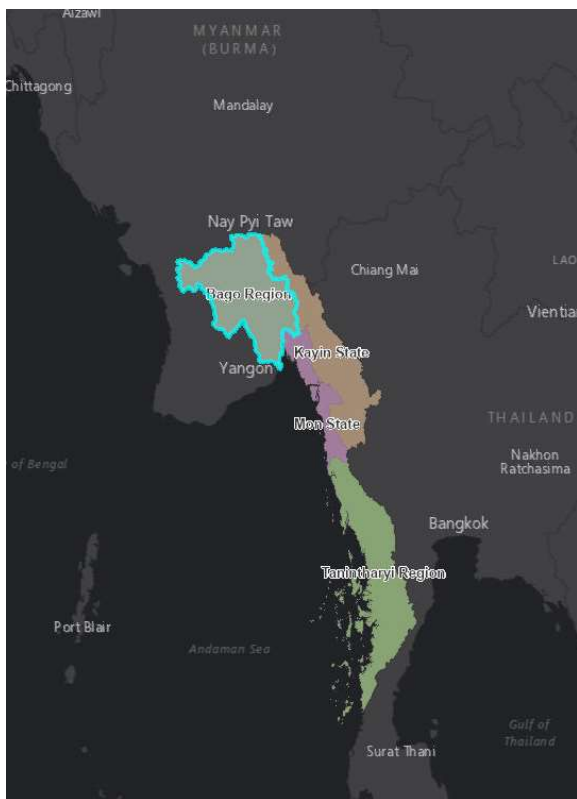 Aizawl
MYANMAR
(BURMA)
Chittagong
Mandalay
Nay Pyi Taw
Chiang Mai
LAO
Bago Region
Vientian
Kayin State
Yangon
THAILAND
Mon State
Nakhon
Ratchasima
of Bengal
Bangkok
Tanintharyi Region
Port Blair
Andaman Sea
Gulf of
Thailand
Surat Thani